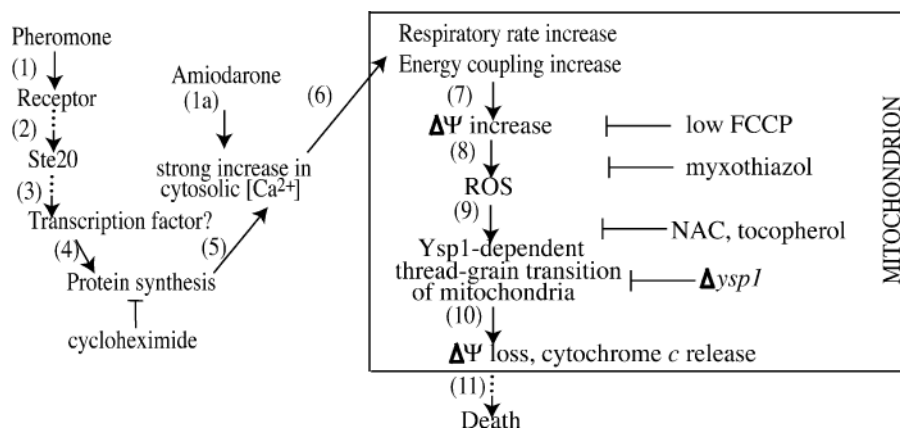 Pheromone
(1)
Receptor
(2)
Ste20
(3)
Transcription factor?
(4)
Protein synthesis
cycloheximide
(5)
Amiodarone
(1a)
strong increase in
cytosolic [Ca²⁺]
(6)
Respiratory rate increase
Energy coupling increase
(7)
ΔΨ increase
low FCCP
(8)
myxothiazol
ROS
(9)
NAC, tocopherol
Ysp1-dependent
thread-grain transition
of mitochondria
Δysp1
(10)
ΔΨ loss, cytochrome c release
(11)
Death
MITOCHONDRION